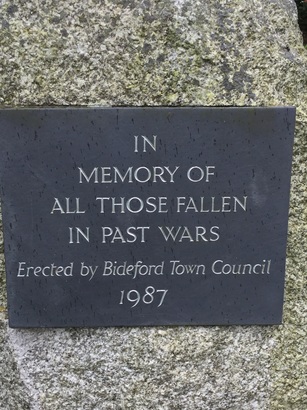 IN
MEMORY OF
ALL THOSE FALLEN
IN PAST WARS
Erected by Bideford Town Council
1987